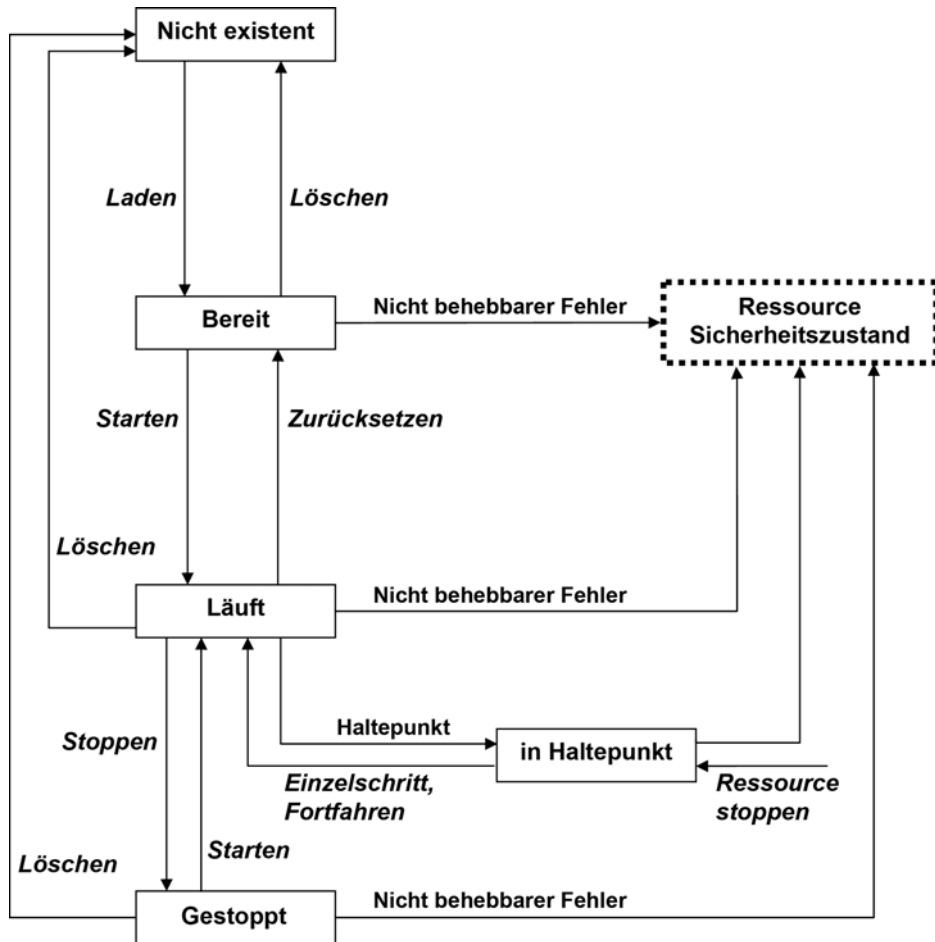 Nicht existent
Laden
Löschen
Bereit
Nicht behebbarer Fehler
Ressource
Sicherheitszustand
Starten
Zurücksetzen
Löschen
Läuft
Nicht behebbarer Fehler
Stoppen
Haltepunkt
in Haltepunkt
Einzelschritt,
Fortfahren
Ressource
stoppen
Starten
Löschen
Gestoppt
Nicht behebbarer Fehler